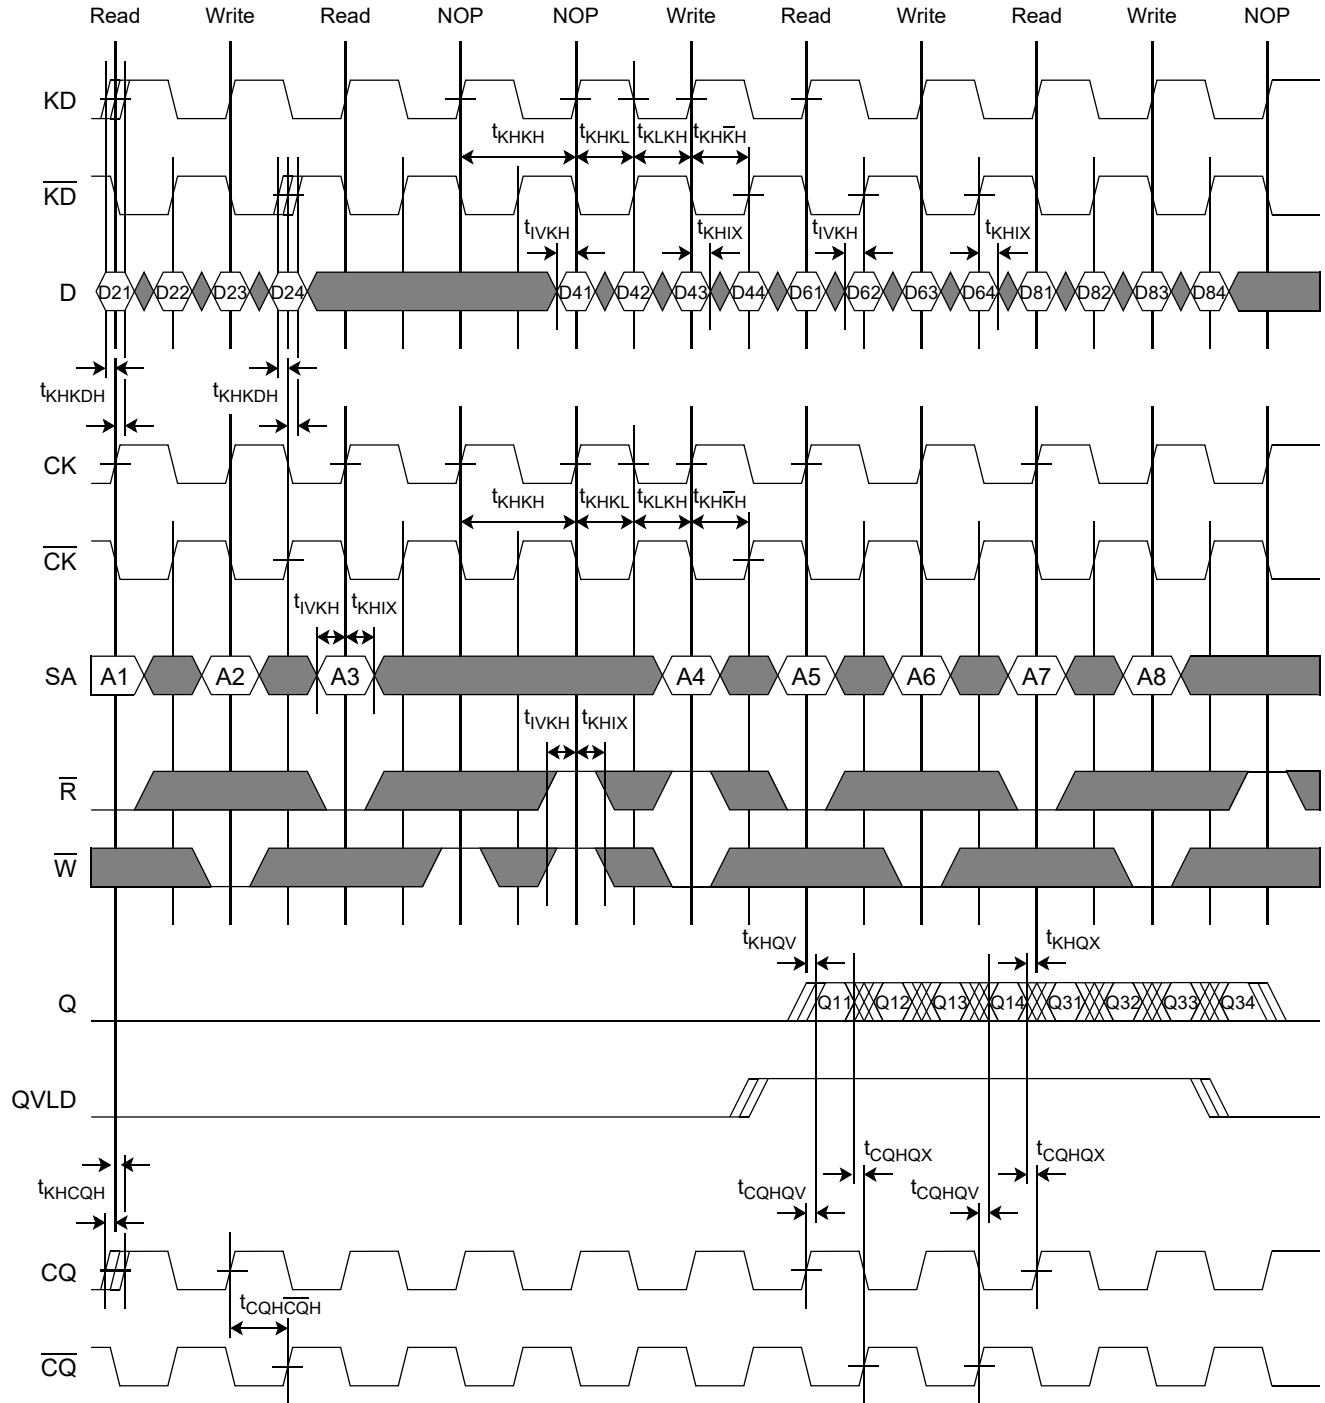 Read Write Read NOP NOP Write Read Write Read Write NOP
KD
tKHKH tKHKL tKLKH tKHK̅H
K̅D̅
tIVKH tKHIX tIVKH tKHIX
D D21 D22 D23 D24 D41 D42 D43 D44 D61 D62 D63 D64 D81 D82 D83 D84
tKHKDH tKHKDH
CK
tKHKH tKHKL tKLKH tKHK̅H
C̅K̅
tIVKH tKHIX
SA A1 A2 A3 A4 A5 A6 A7 A8
tIVKH tKHIX
R̅
W̅
tKHQV tKHQX
Q Q11 Q12 Q13 Q14 Q31 Q32 Q33 Q34
QVLD
tCQHQX tCQHQX
tKHCQH tCQHQV tCQHQV
CQ
tCQHC̅Q̅H
C̅Q̅